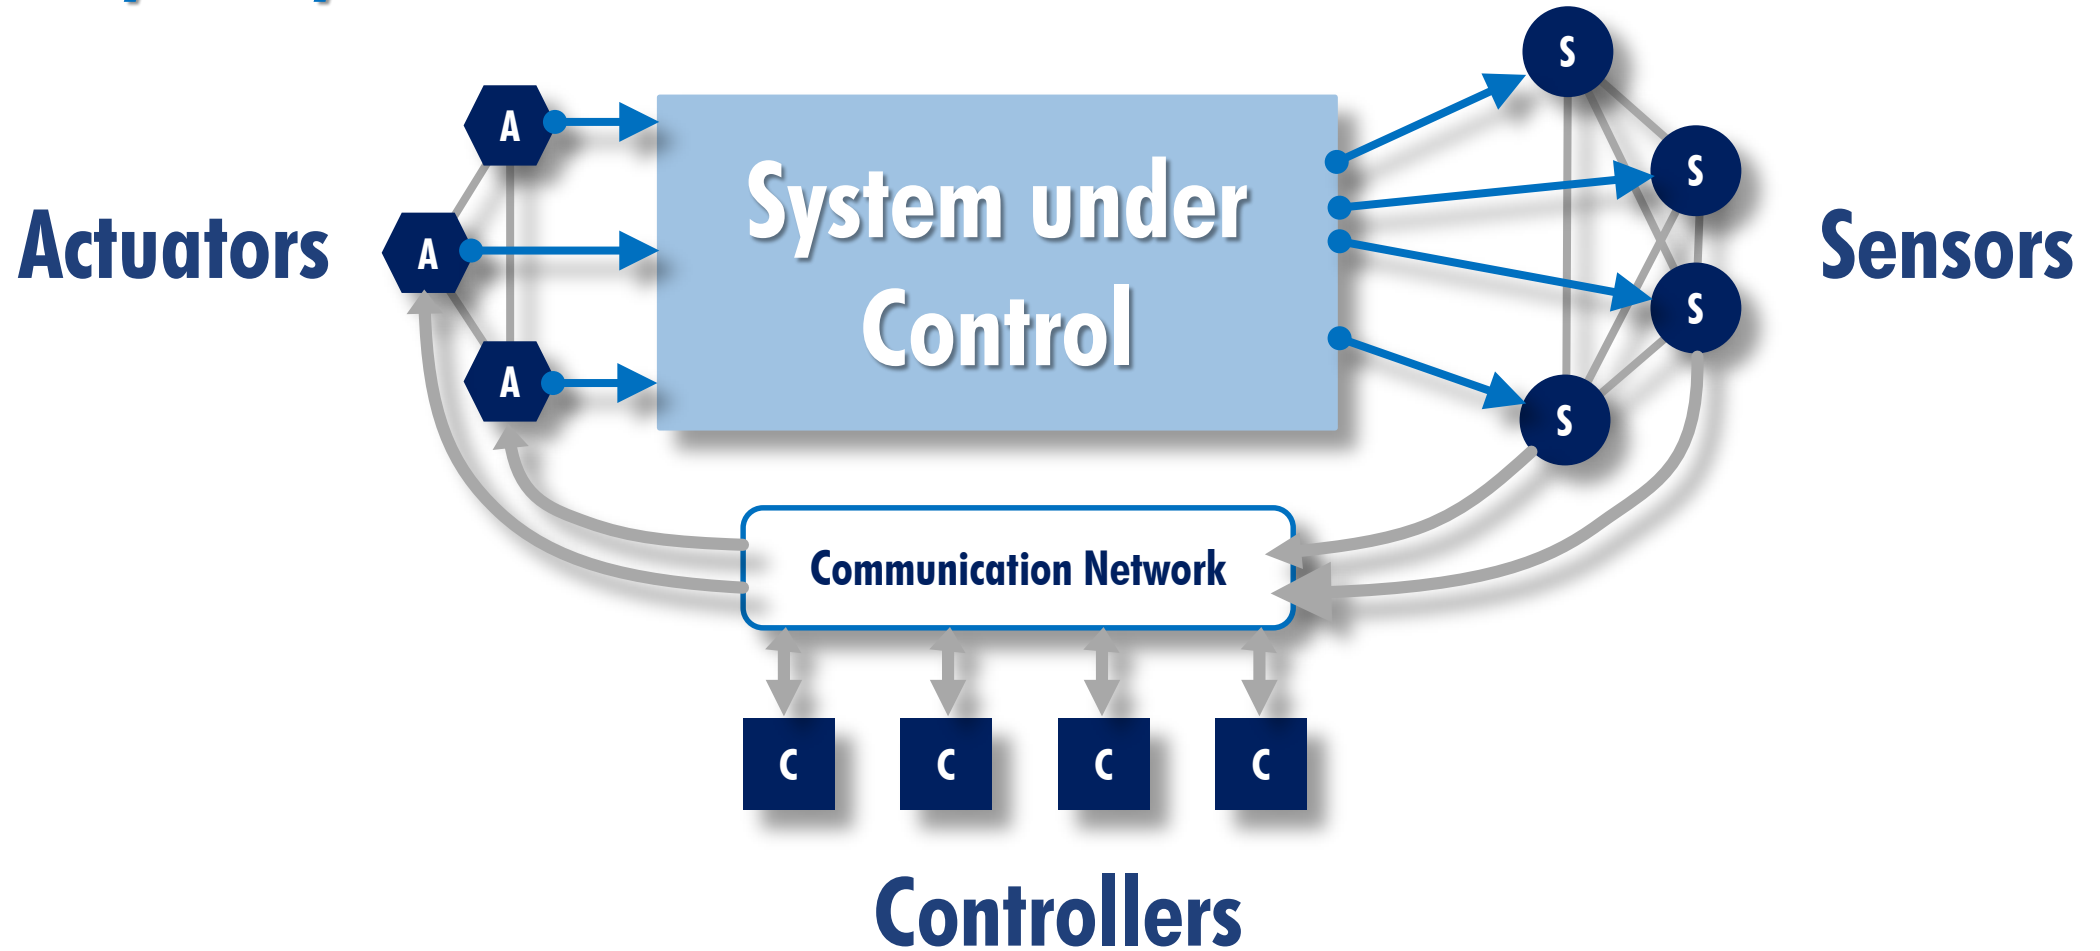 A
A
A
Actuators
System under
Control
S
S
S
S
Sensors
Communication Network
C
C
C
C
Controllers